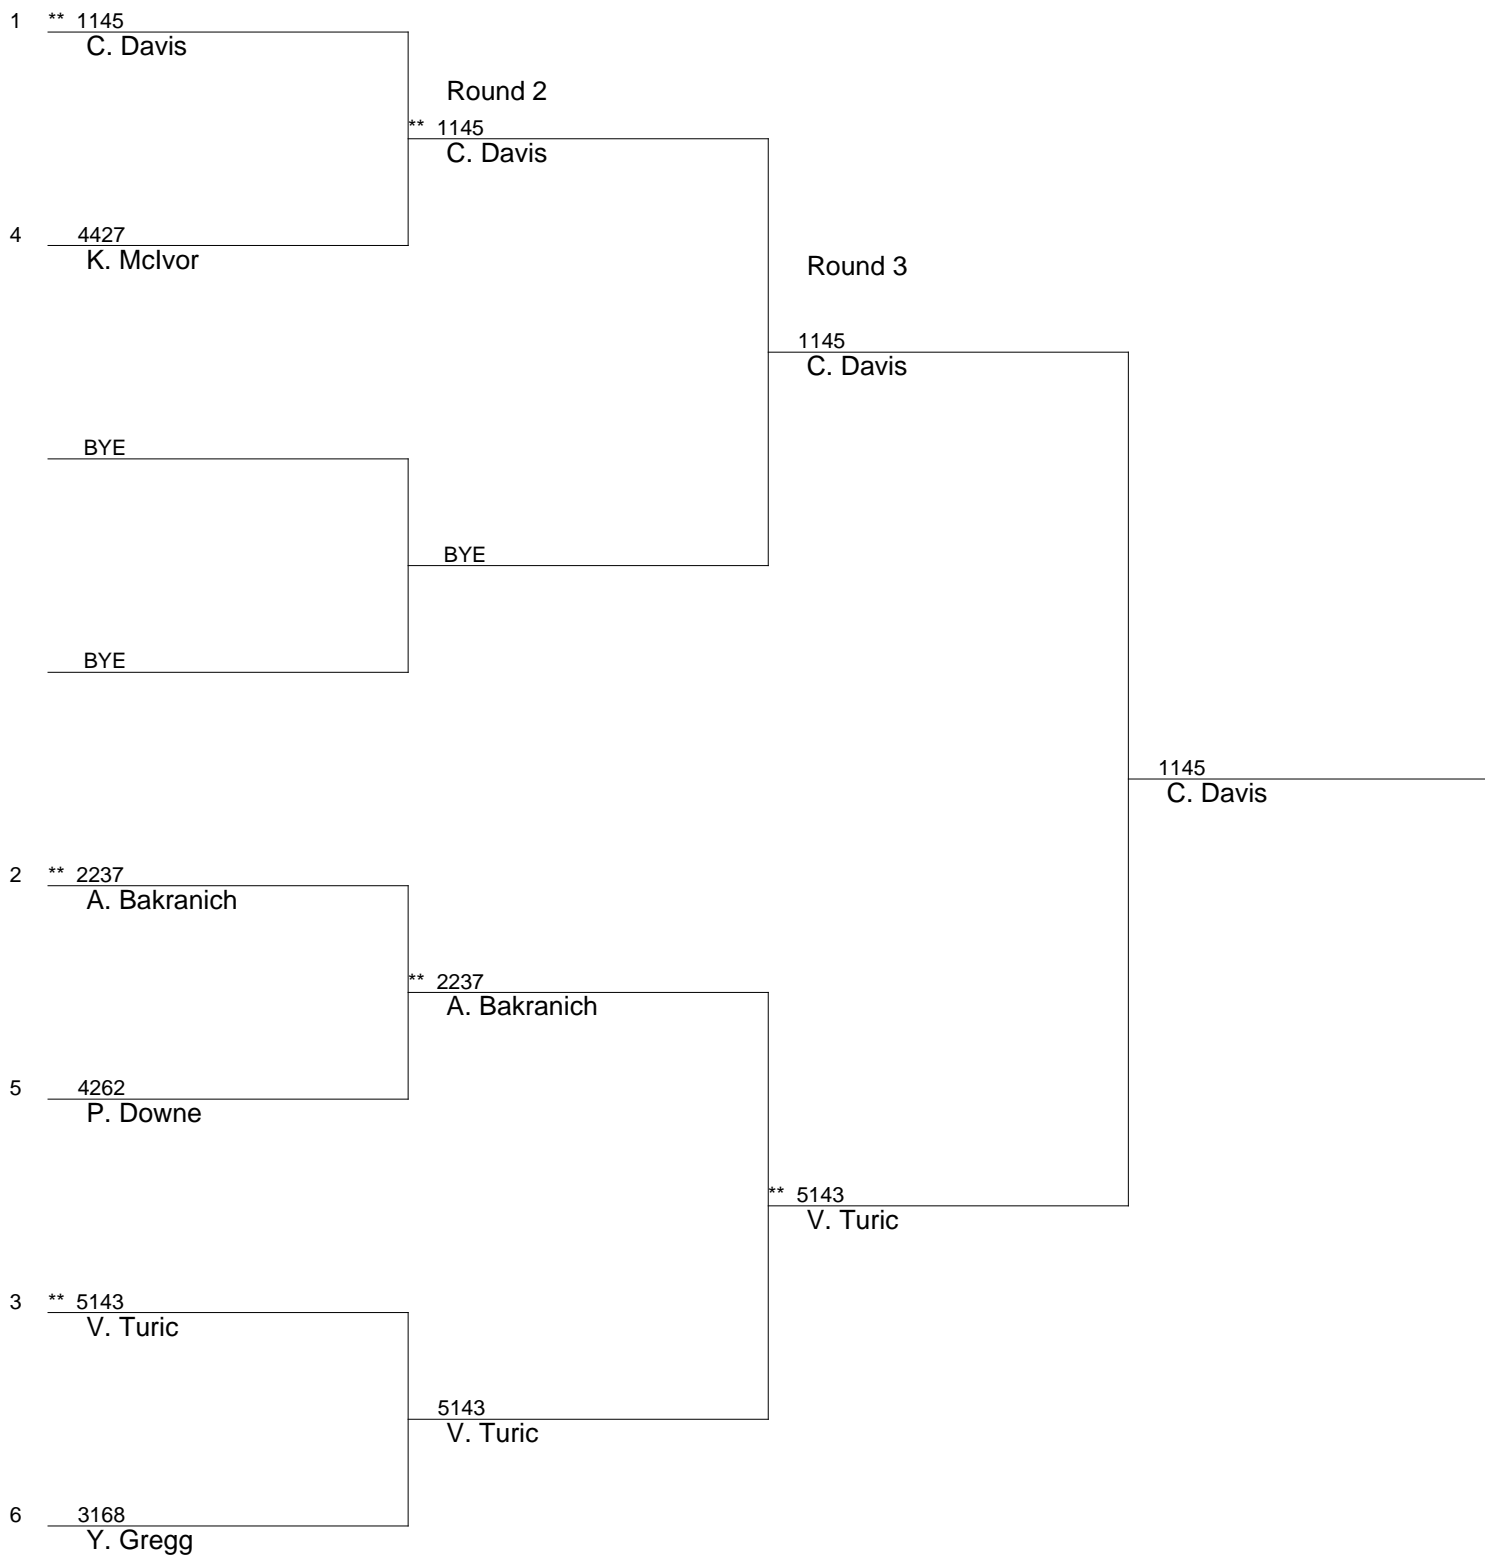 1 ** 1145
C. Davis
Round 2
** 1145
C. Davis
4 4427
K. McIvor
Round 3
1145
C. Davis
BYE
BYE
BYE
1145
C. Davis
2 ** 2237
A. Bakranich
** 2237
A. Bakranich
5 4262
P. Downe
** 5143
V. Turic
3 ** 5143
V. Turic
5143
V. Turic
6 3168
Y. Gregg